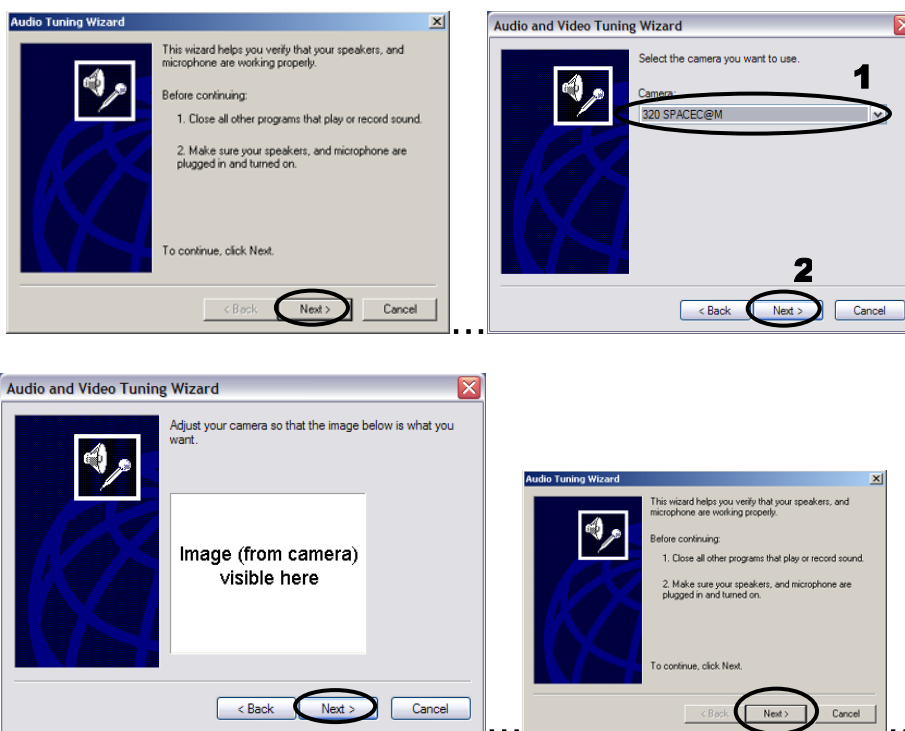 Audio Tuning Wizard
This wizard helps you verify that your speakers, and
microphone are working properly.
Before continuing:
1. Close all other programs that play or record sound.
2. Make sure your speakers, and microphone are
plugged in and turned on.
To continue, click Next.
< Back Next > Cancel
...
Audio and Video Tuning Wizard
Select the camera you want to use.
1
Camera:
320 SPACEC@M
2
< Back Next > Cancel
Audio and Video Tuning Wizard
Adjust your camera so that the image below is what you
want.
Image (from camera)
visible here
< Back Next > Cancel
...
Audio Tuning Wizard
This wizard helps you verify that your speakers, and
microphone are working properly.
Before continuing:
1. Close all other programs that play or record sound.
2. Make sure your speakers, and microphone are
plugged in and turned on.
To continue, click Next.
< Back Next > Cancel
..